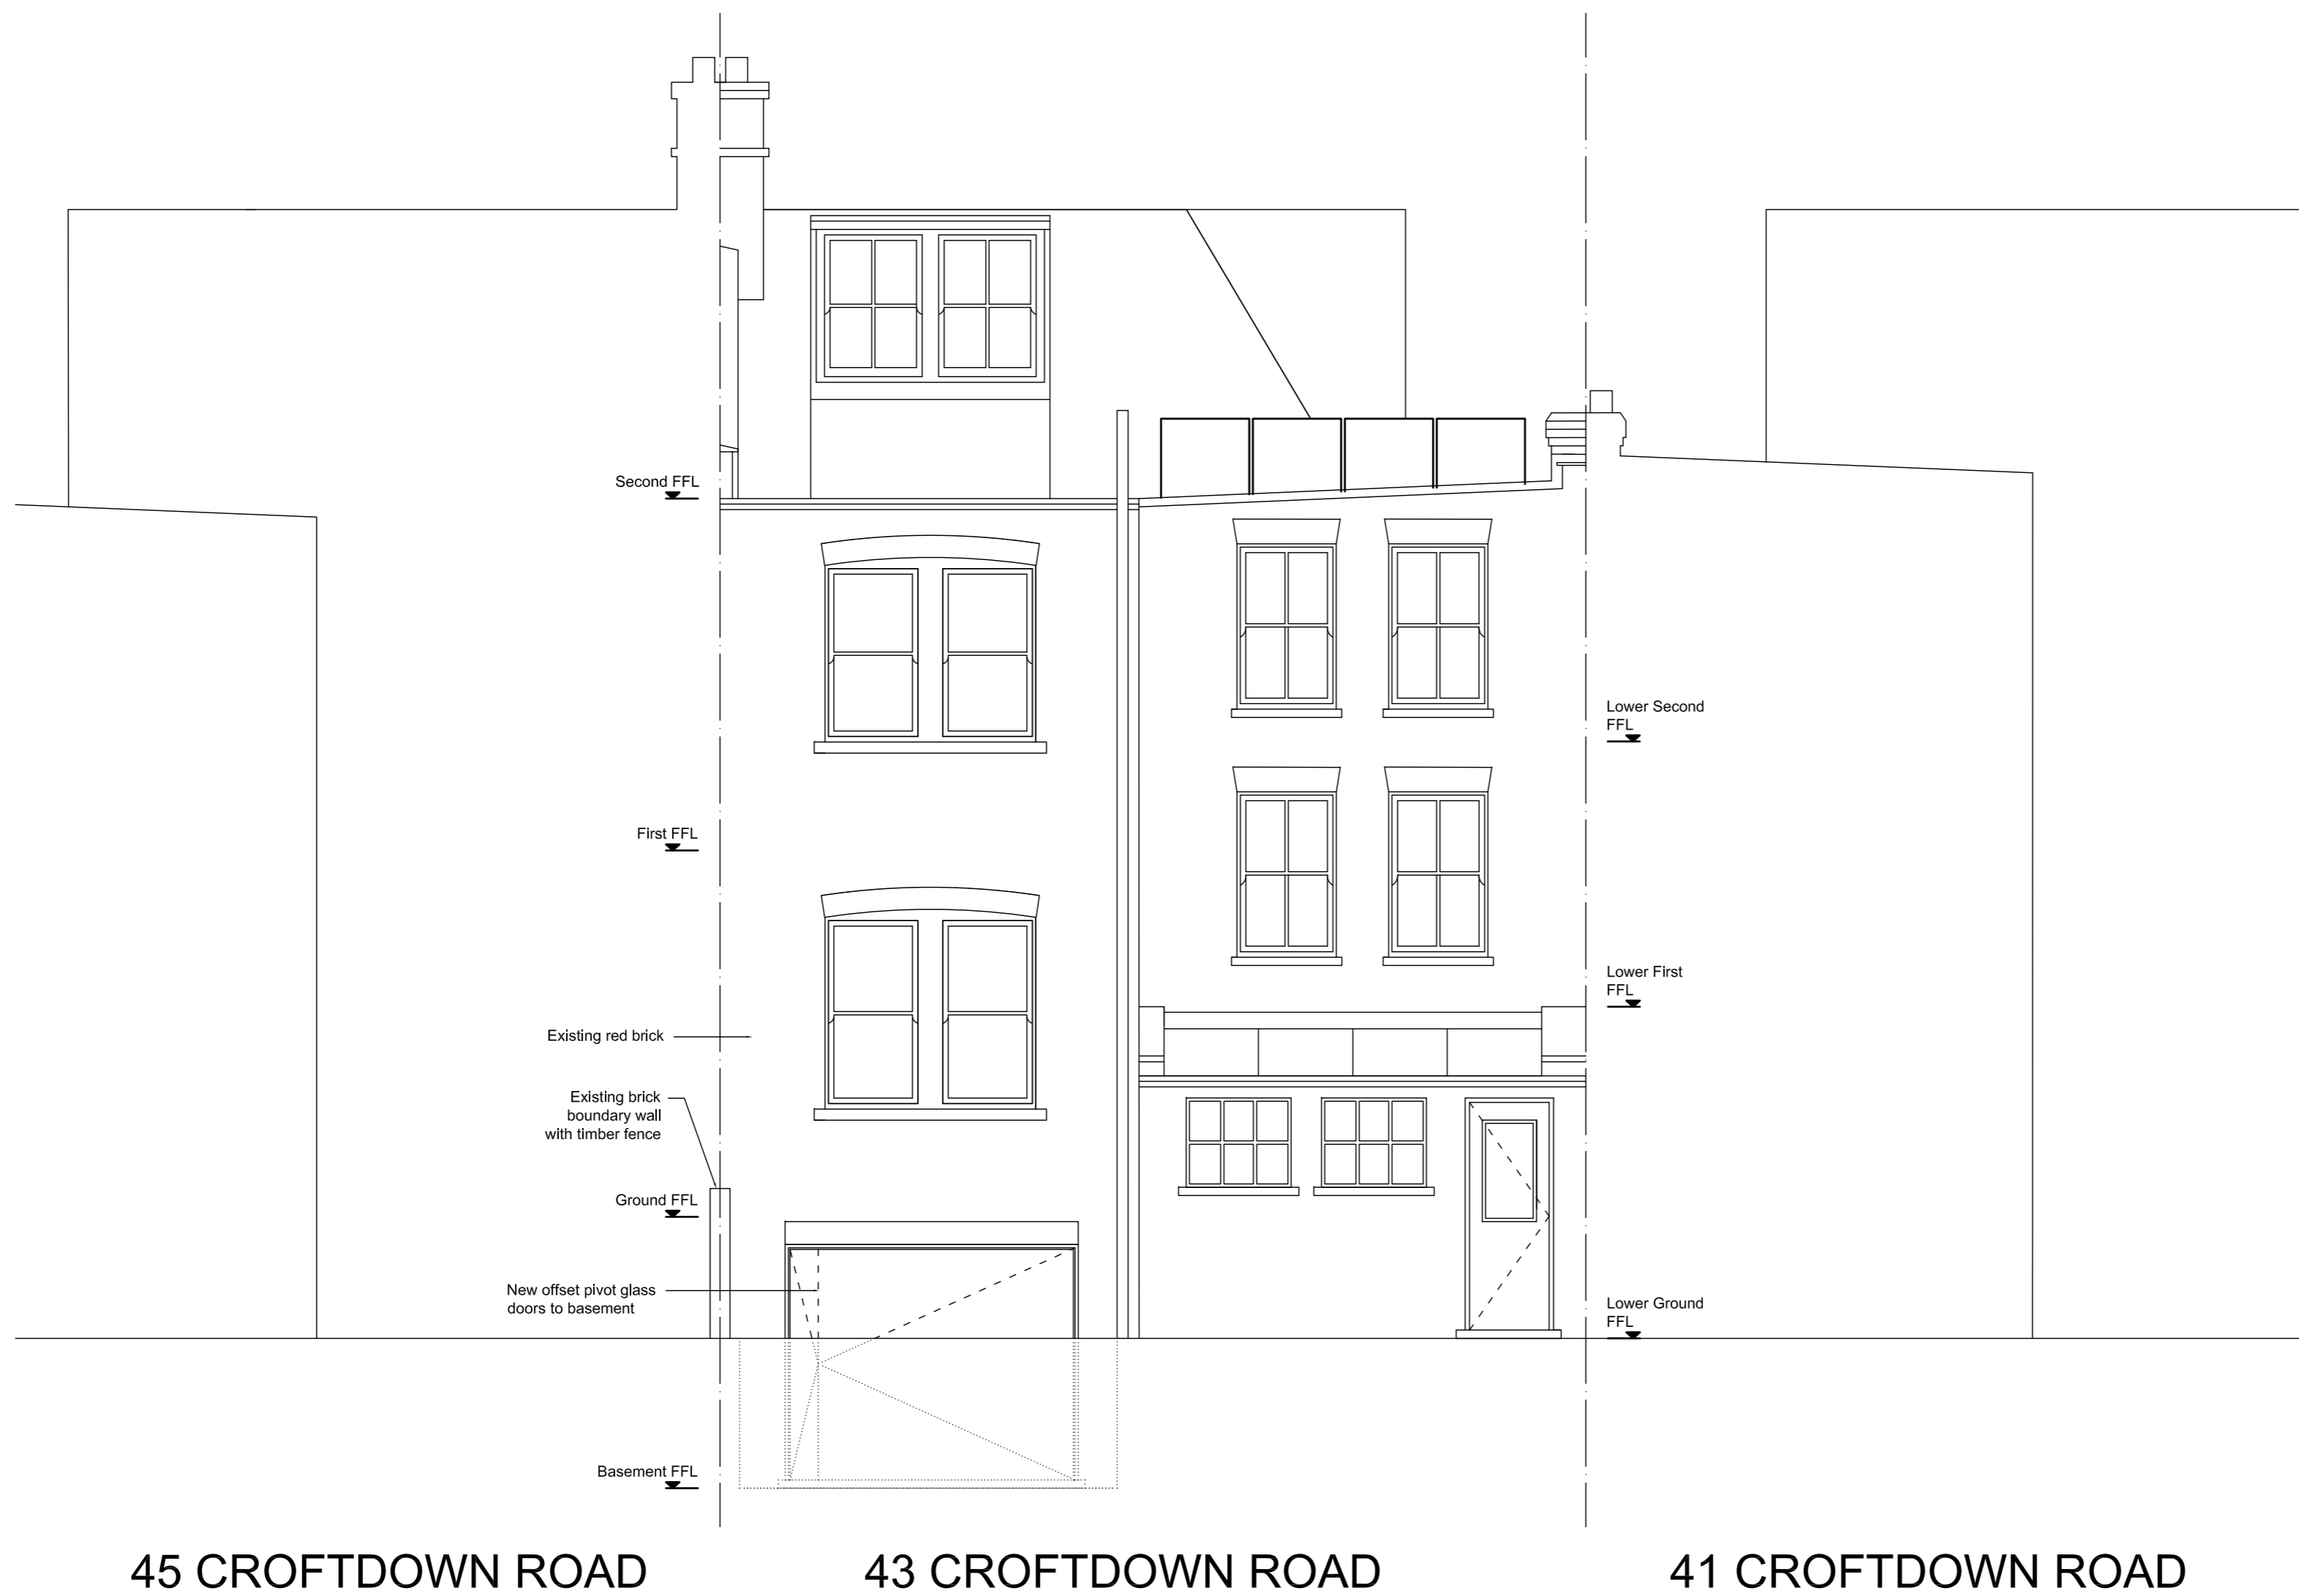 Second FFL
Lower Second
FFL
First FFL
Lower First
FFL
Existing red brick
Existing brick
boundary wall
with timber fence
Ground FFL
New offset pivot glass
doors to basement
Lower Ground
FFL
Basement FFL
45 CROFTDOWN ROAD
43 CROFTDOWN ROAD
41 CROFTDOWN ROAD